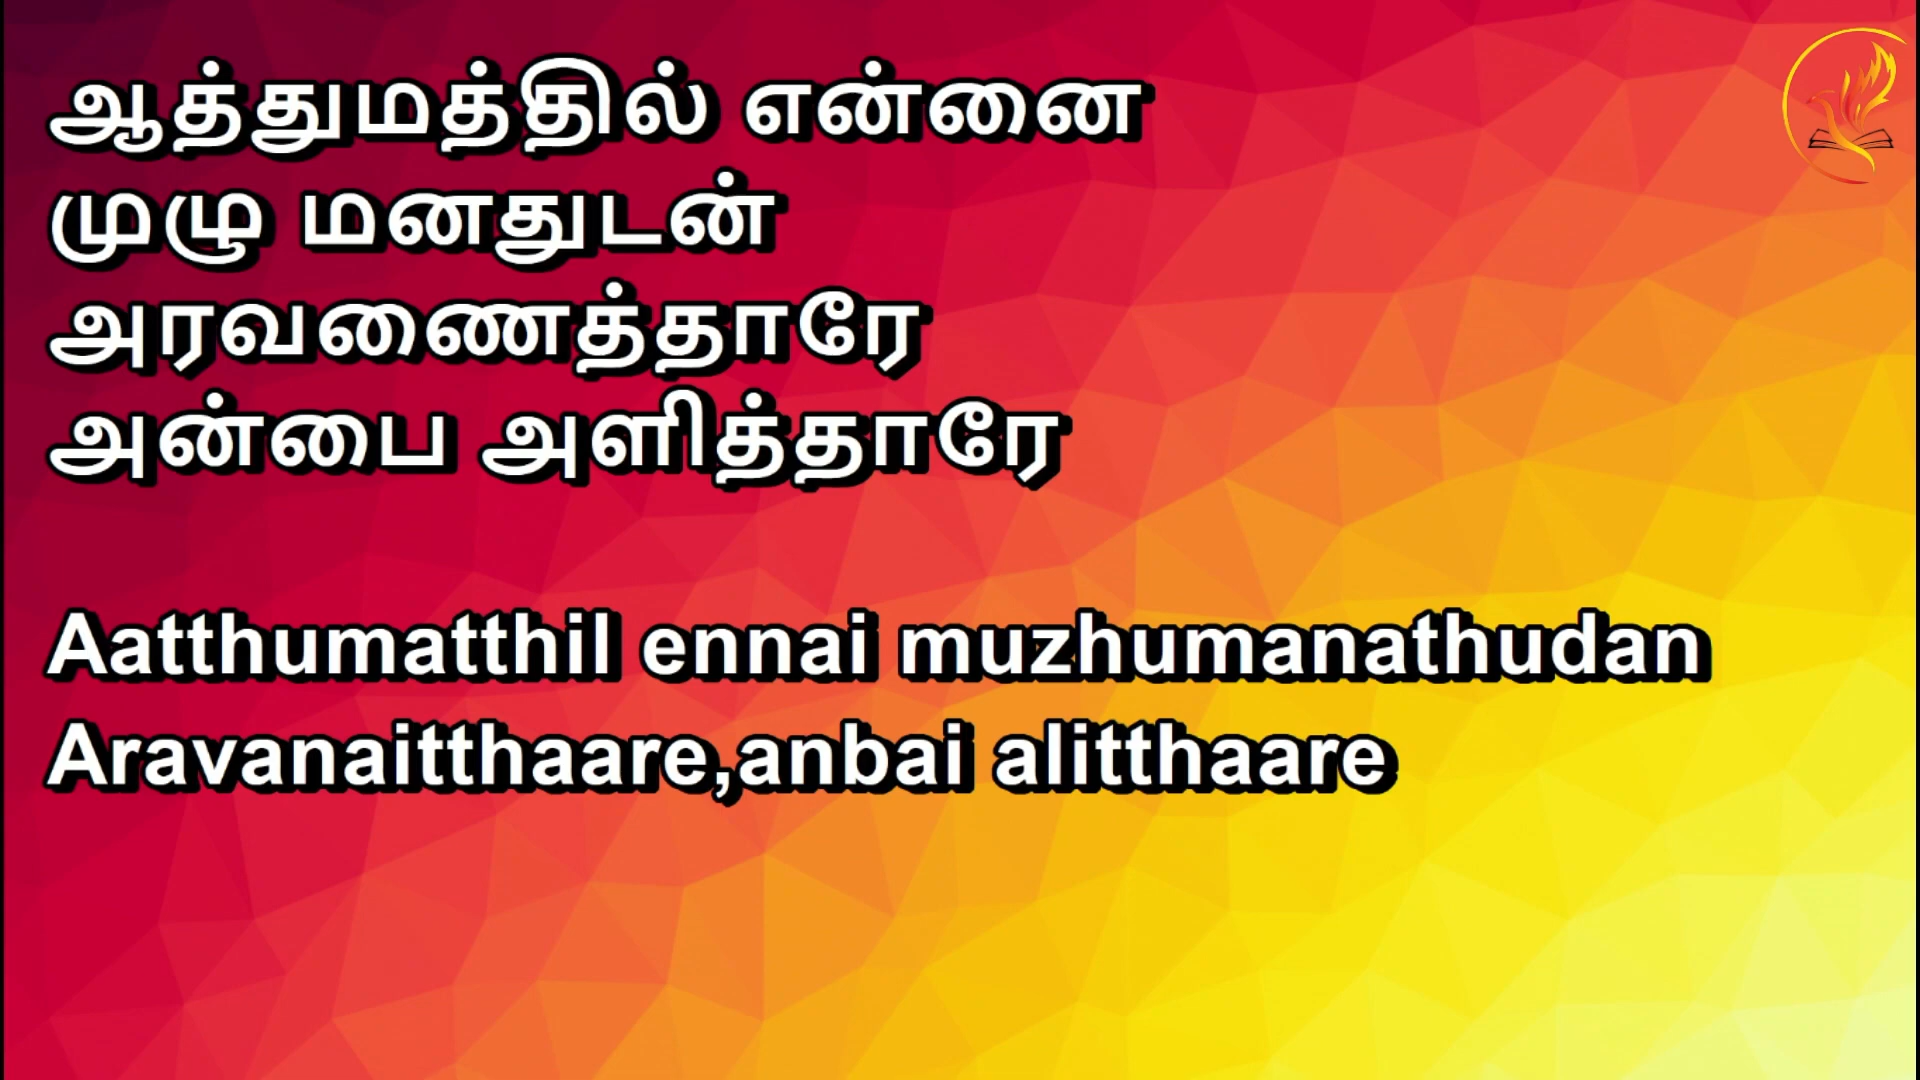 ஆத்துமத்தில் என்னை
முழு மனதுடன்
அரவணைத்தாரே
அன்பை அளித்தாரே
Aatthumatthil ennai muzhumanathudan
Aravanaitthaare,anbai alitthaare